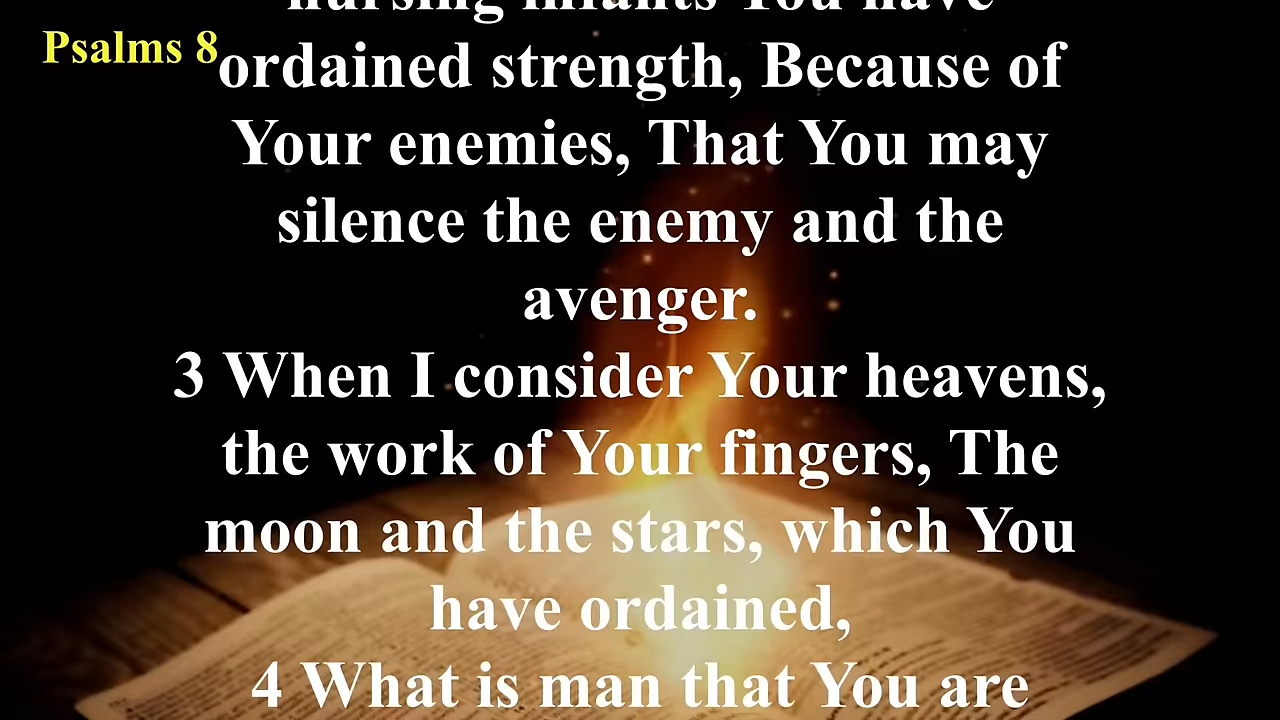 nursing infants You have
Psalms 8
ordained strength, Because of
Your enemies, That You may
silence the enemy and the
avenger.
3 When I consider Your heavens,
the work of Your fingers, The
moon and the stars, which You
have ordained,
4 What is man that You are